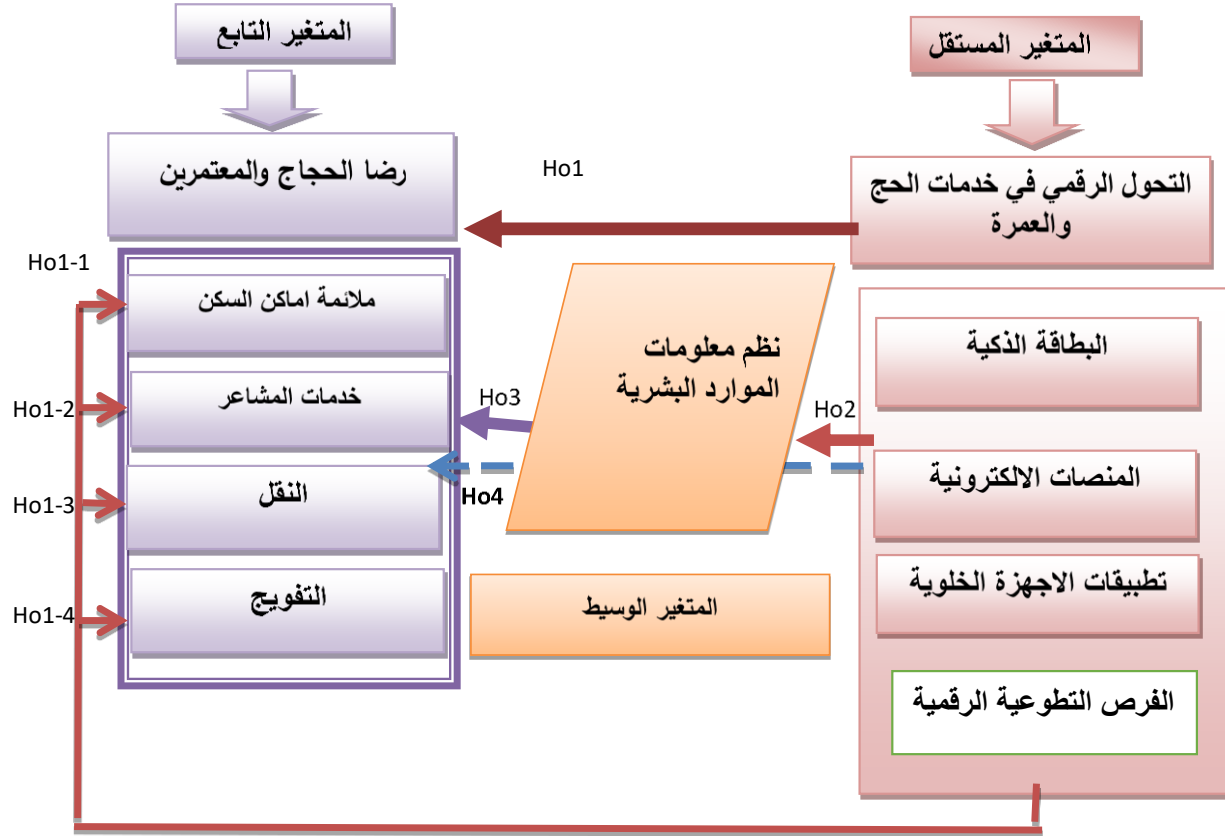 المتغير المستقل
المتغير التابع
التحول الرقمي في خدمات الحج
والعمرة
Ho1
رضا الحجاج والمعتمرين
البطاقة الذكية
المنصات الالكترونية
تطبيقات الاجهزة الخلوية
الفرص التطوعية الرقمية
Ho2
نظم معلومات
الموارد البشرية
Ho3
Ho4
المتغير الوسيط
ملائمة اماكن السكن
خدمات المشاعر
النقل
التفويج
Ho1-1
Ho1-2
Ho1-3
Ho1-4